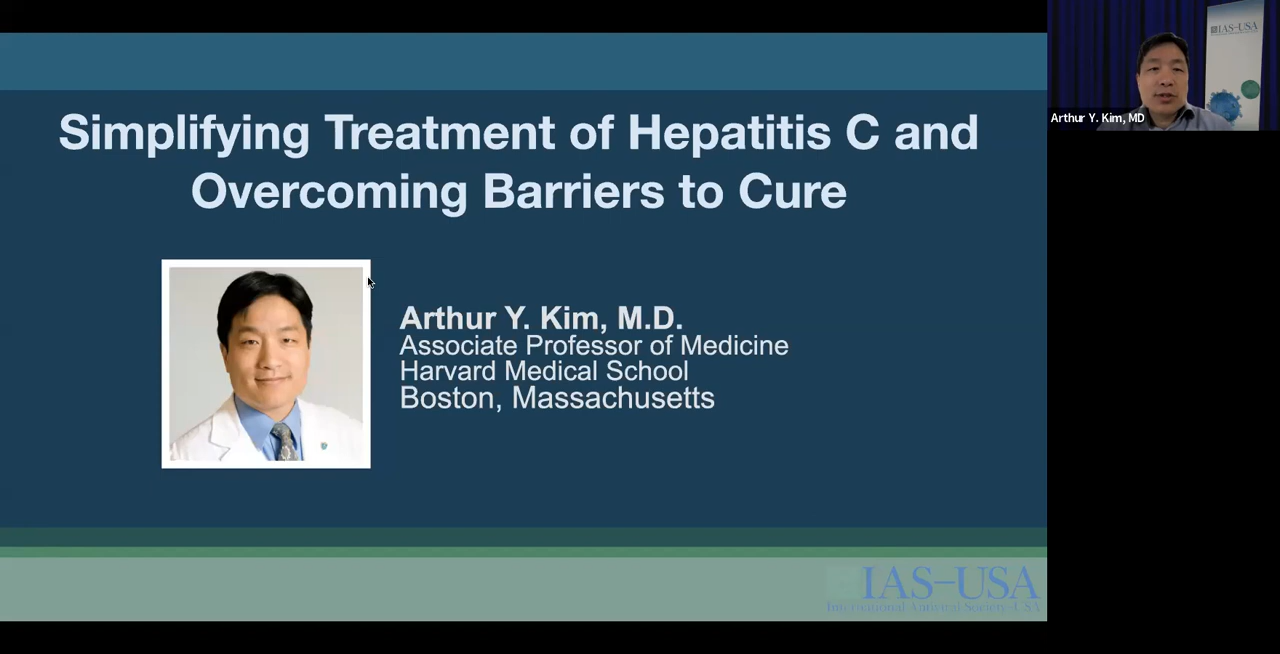 Simplifying Treatment of Hepatitis C and
Overcoming Barriers to Cure
Arthur Y. Kim, M.D.
Associate Professor of Medicine
Harvard Medical School
Boston, Massachusetts
IAS–USA
International Antiviral Society–USA
IAS–USA
Arthur Y. Kim, MD